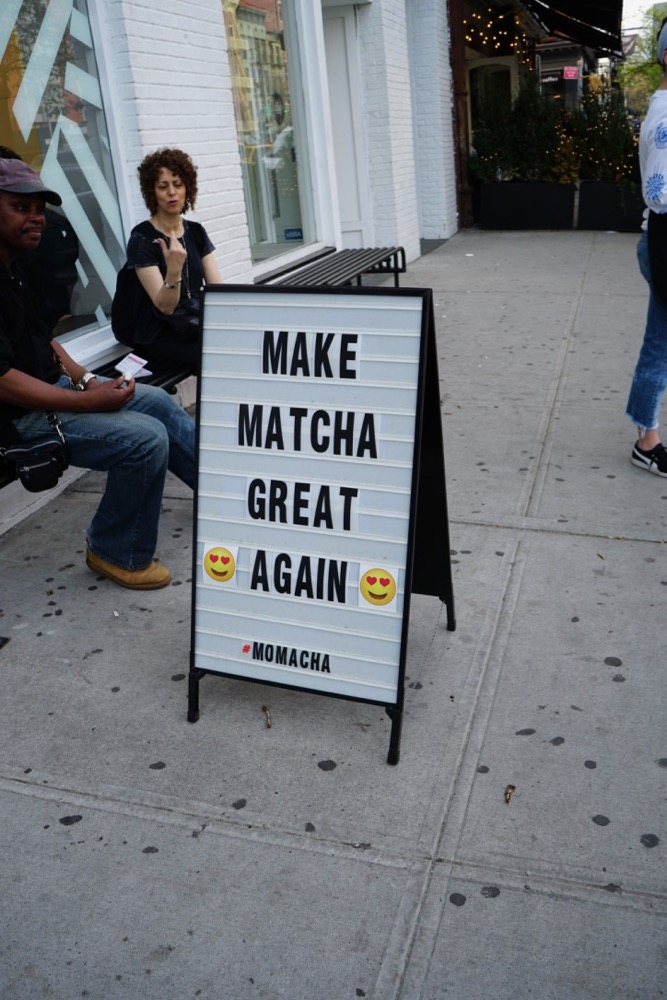 MAKE
MATCHA
GREAT
😍 AGAIN 😍
#MOMACHA